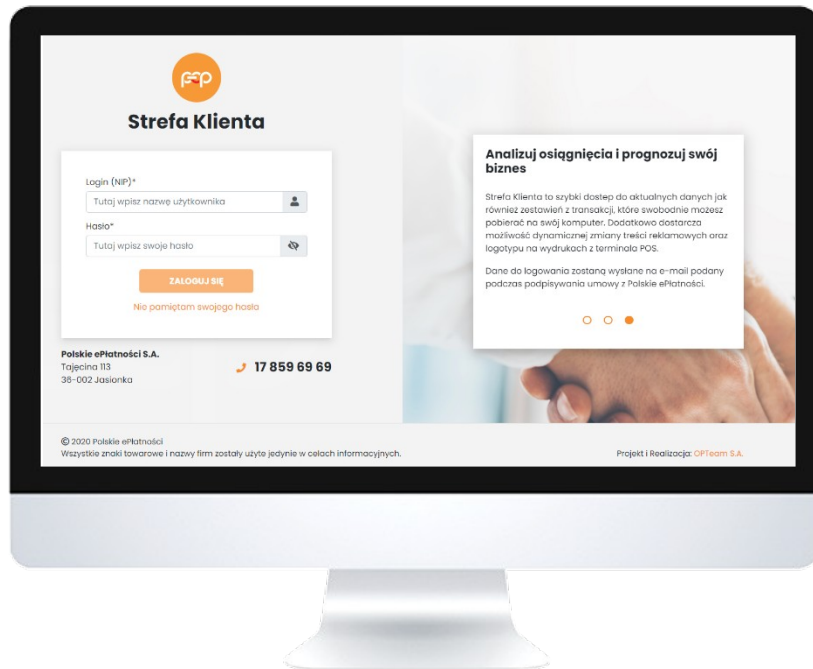 pep
Strefa Klienta
Login (NIP)*
Tutaj wpisz nazwę użytkownika
Hasło*
Tutaj wpisz swoje hasło
ZALOGUJ SIĘ
Nie pamiętam swojego hasła
Polskie ePłatności S.A.
Tajęcina 113
36-002 Jasionka
17 859 69 69
Analizuj osiągnięcia i prognozuj swój
biznes
Strefa Klienta to szybki dostęp do aktualnych danych jak
również zestawień z transakcji, które swobodnie możesz
pobierać na swój komputer. Dodatkowo dostarcza
możliwość dynamicznej zmiany treści reklamowych oraz
logotypu na wydrukach z terminala POS.
Dane do logowania zostaną wysłane na e-mail podany
podczas podpisywania umowy z Polskie ePłatności.
© 2020 Polskie ePłatności
Wszystkie znaki towarowe i nazwy firm zostały użyte jedynie w celach informacyjnych.
Projekt i Realizacja: OPTeam S.A.